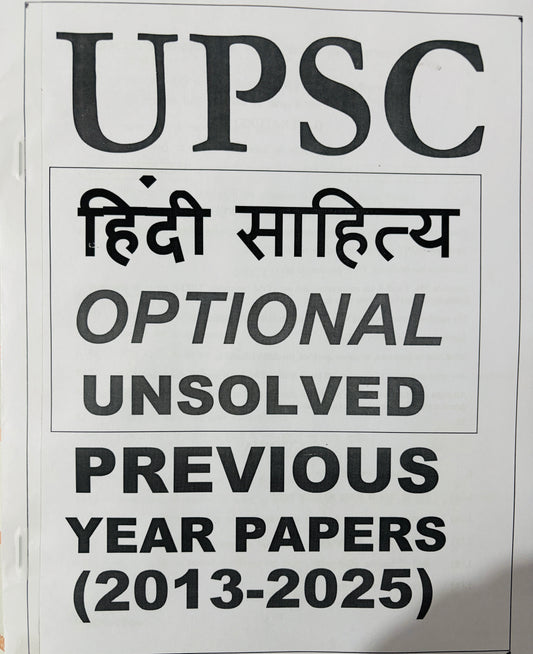 UPSC
हिंदी साहित्य
OPTIONAL
UNSOLVED
PREVIOUS
YEAR PAPERS
(2013-2025)